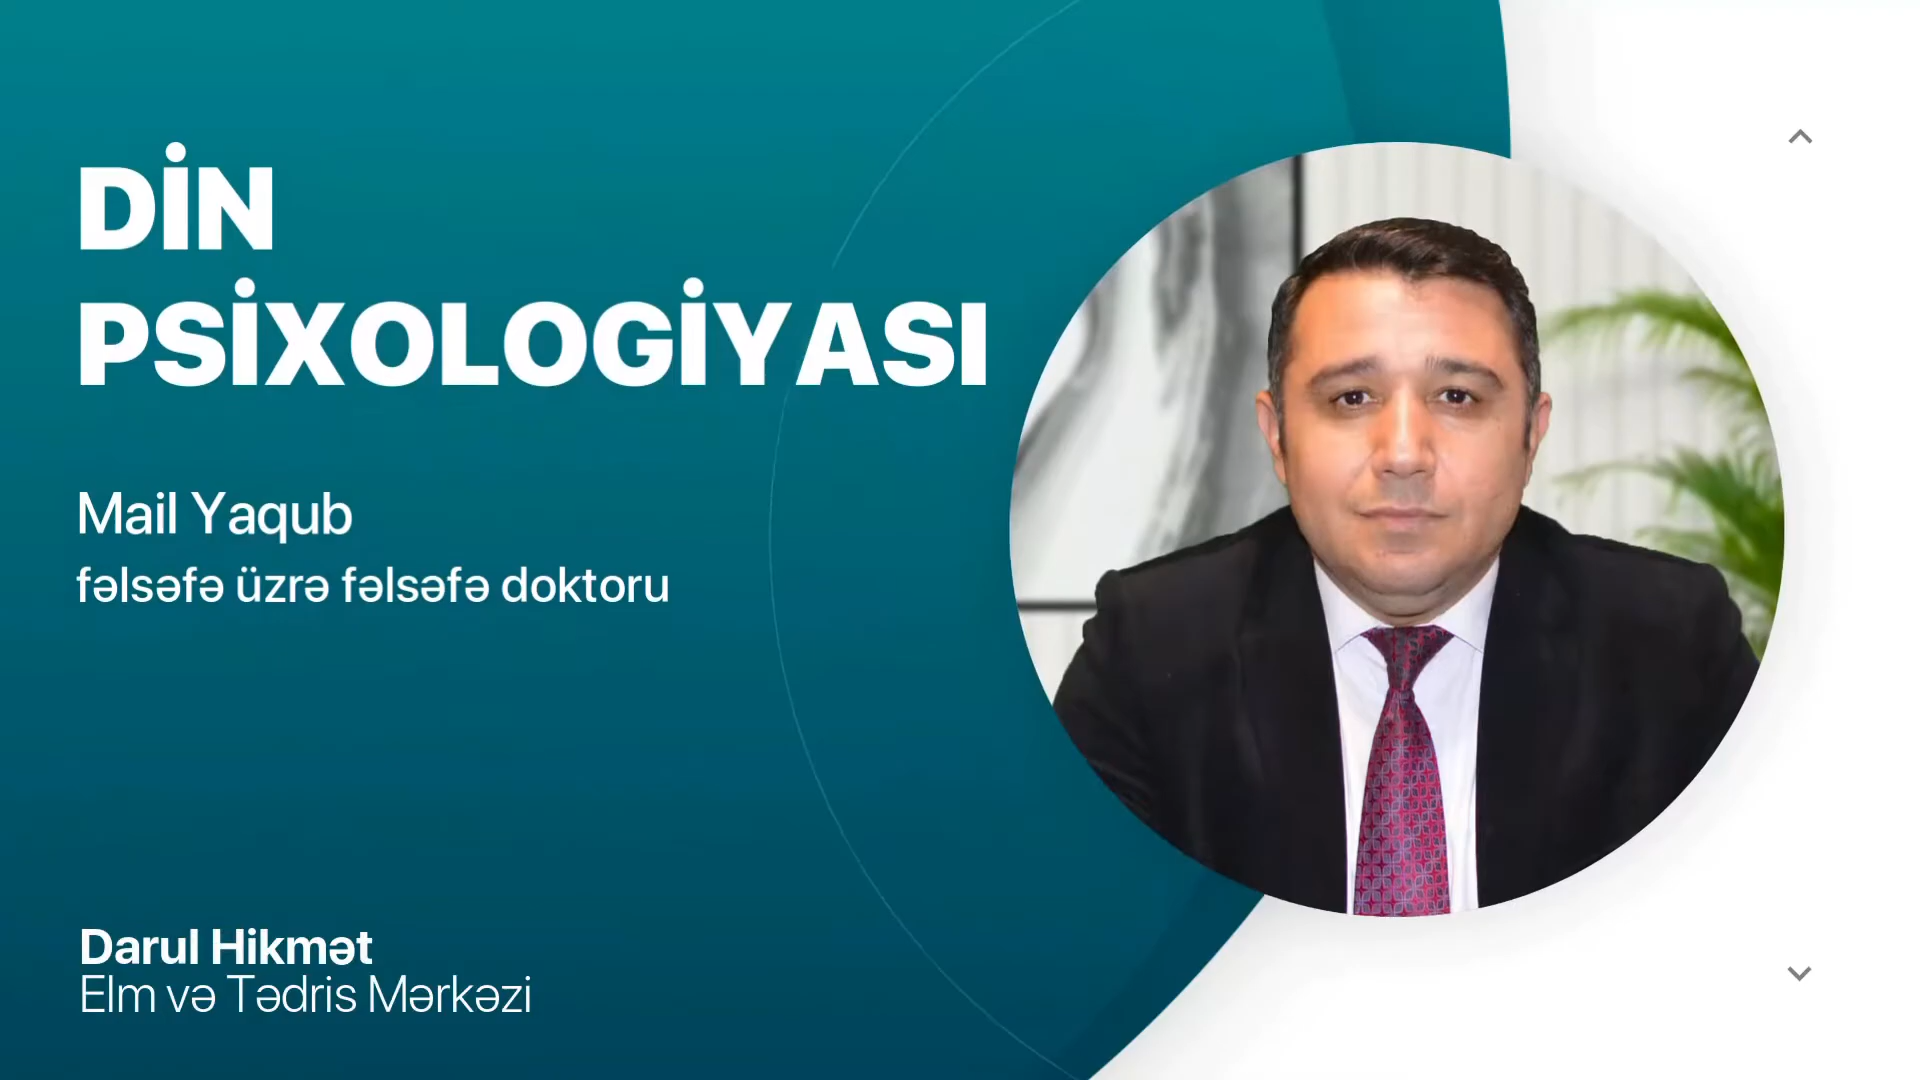 DİN
PSİXOLOGİYASI
Mail Yaqub
fəlsəfə üzrə fəlsəfə doktoru
Darul Hikmət
Elm və Tədris Mərkəzi